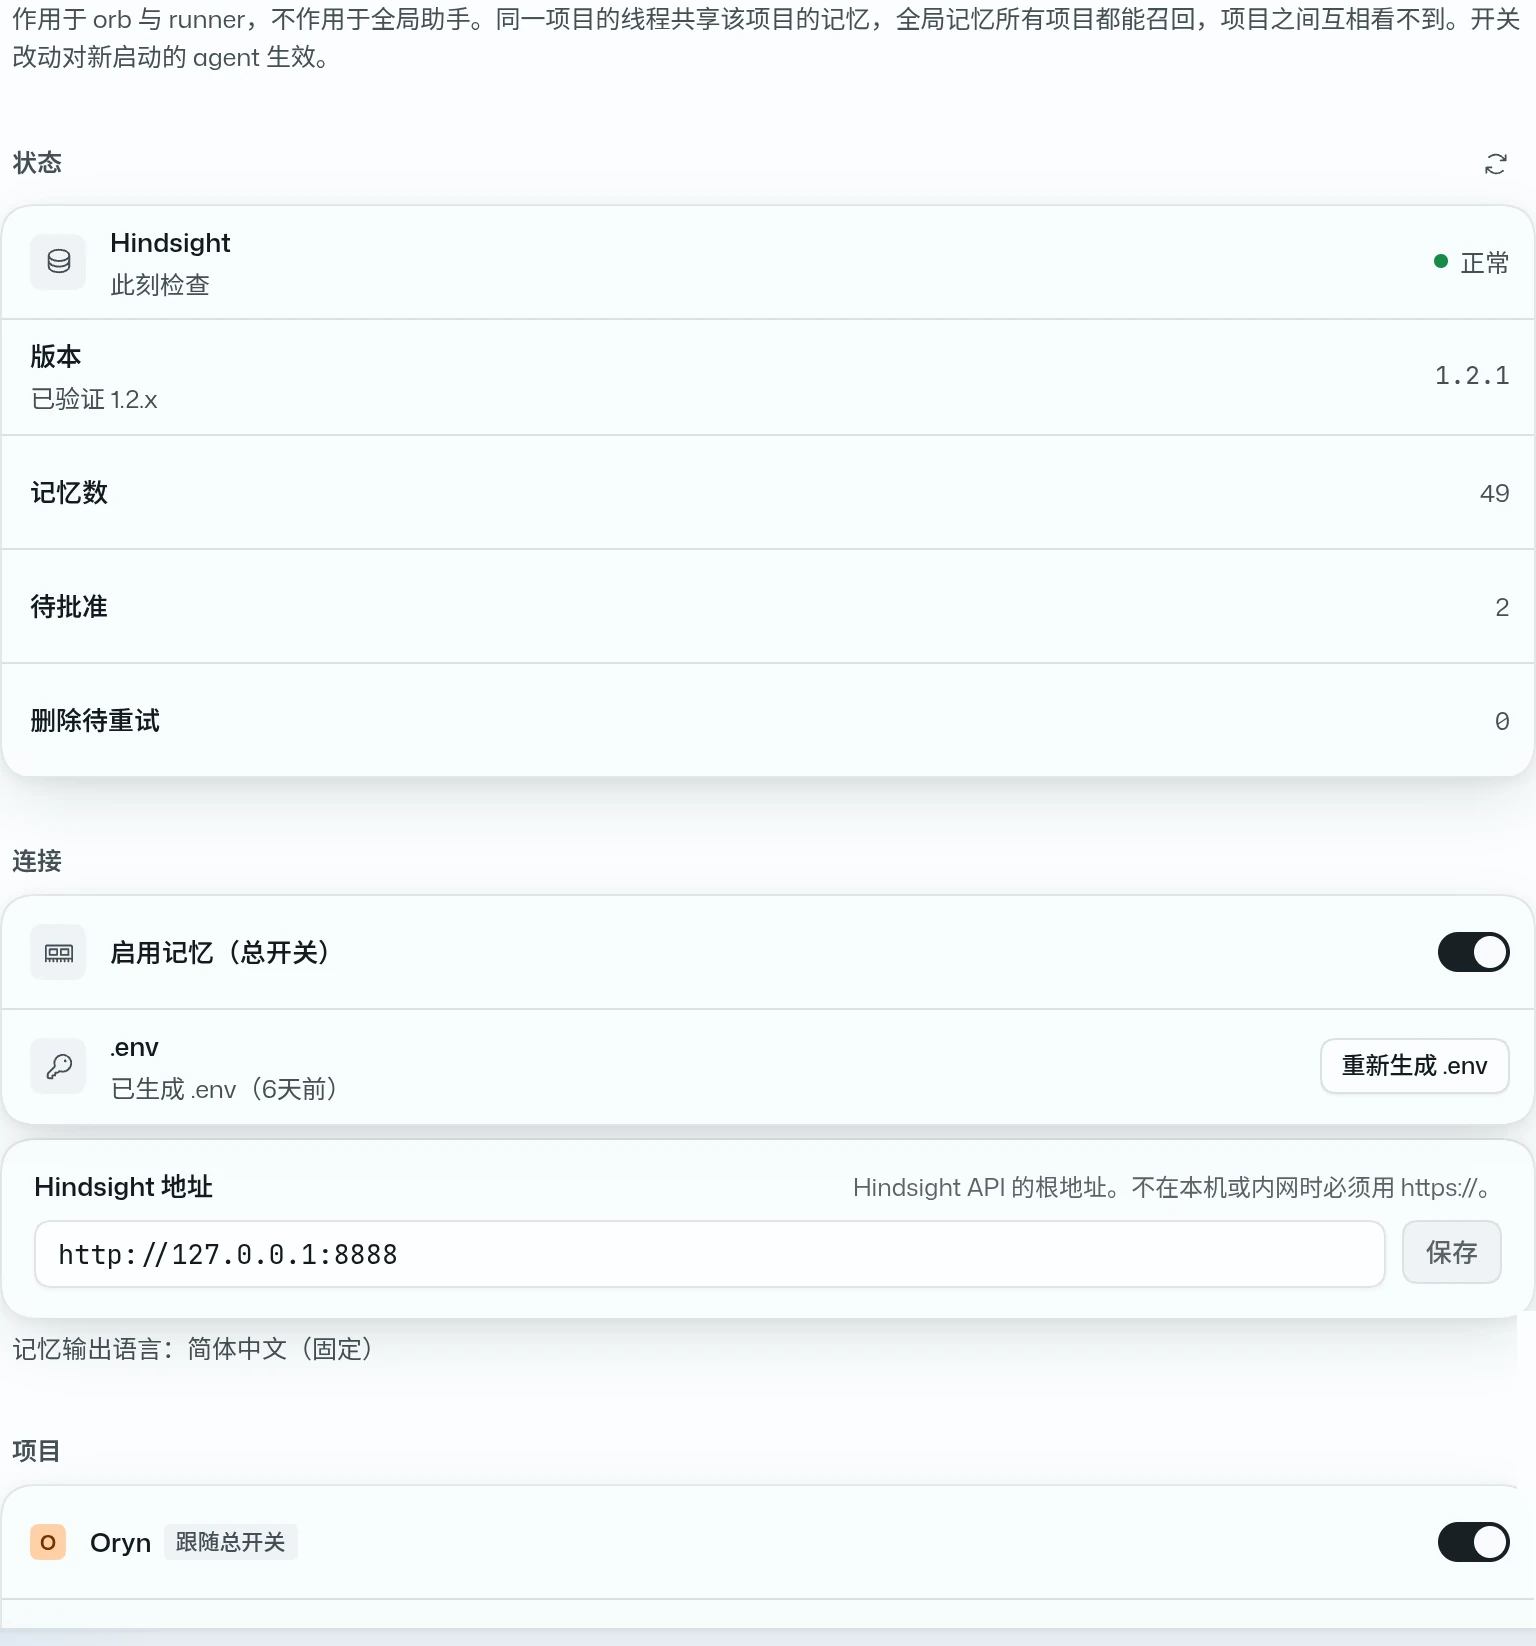 作用于 orb 与 runner，不作用于全局助手。同一项目的线程共享该项目的记忆，全局记忆所有项目都能召回，项目之间互相看不到。开关
改动对新启动的 agent 生效。
状态
Hindsight
此刻检查
正常
版本
已验证 1.2.x
1.2.1
记忆数
49
待批准
2
删除待重试
0
连接
启用记忆（总开关）
.env
已生成 .env（6天前）
重新生成 .env
Hindsight 地址
Hindsight API 的根地址。不在本机或内网时必须用 https://。
http://127.0.0.1:8888
保存
记忆输出语言：简体中文（固定）
项目
O
Oryn
跟随总开关